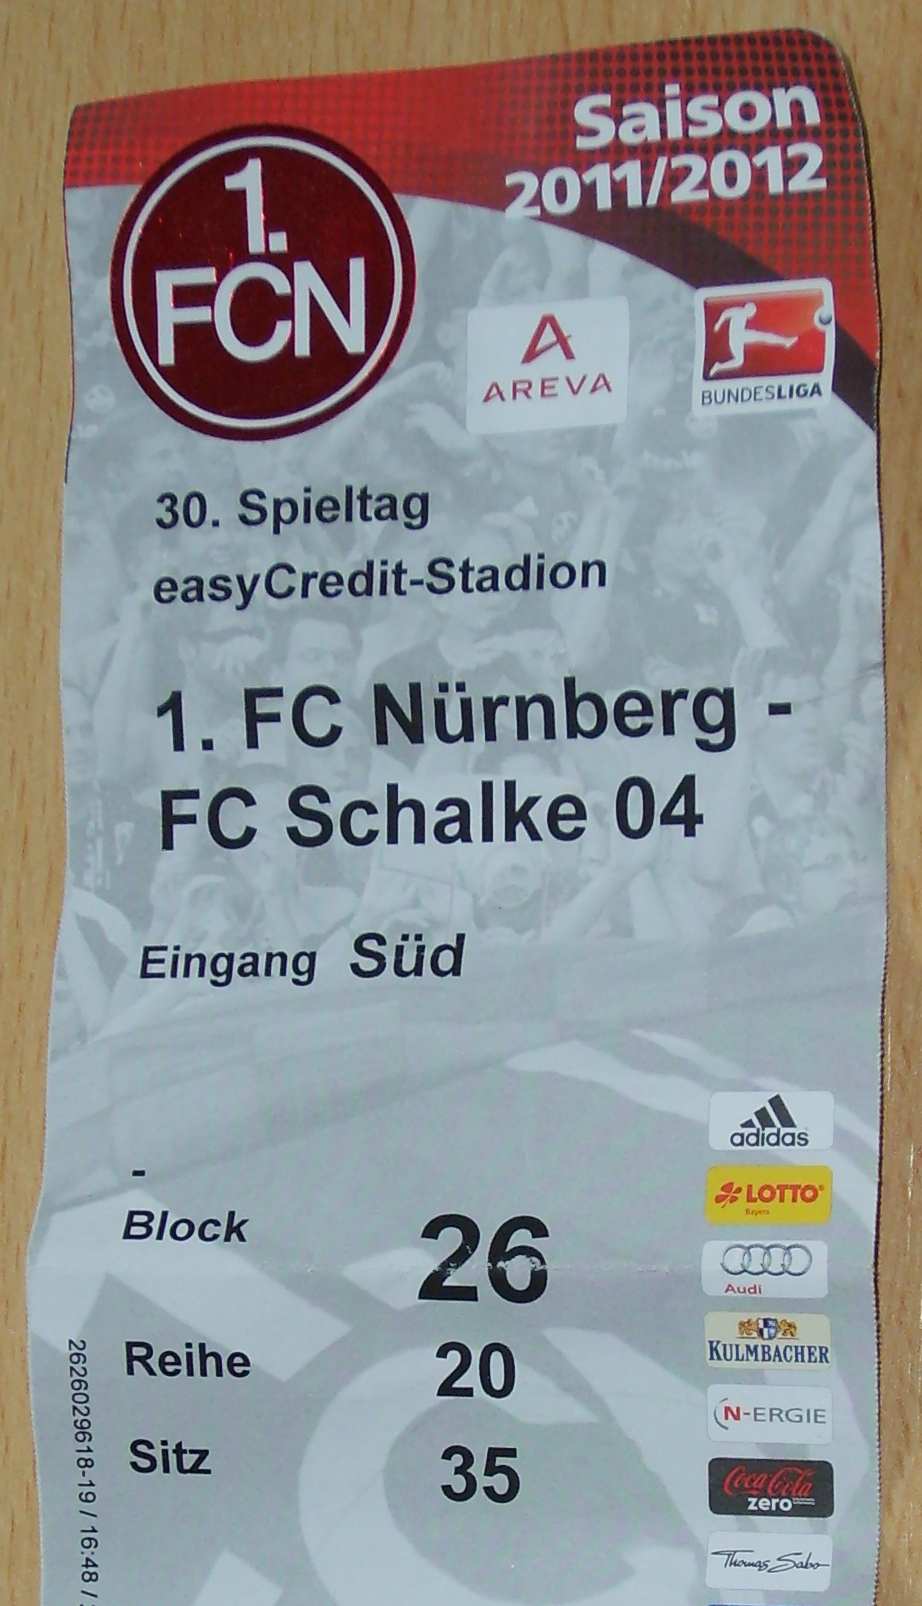 Saison
2011/2012
1.
FCN
AREVA
BUNDESLIGA
30. Spieltag
easyCredit-Stadion
1. FC Nürnberg -
FC Schalke 04
Eingang Süd
-
Block 26
Reihe 20
Sitz 35
adidas
LOTTO
Bayern
Audi
KULMBACHER
N-ERGIE
Coca-Cola
zero
Thomas Sabo
2626029618-19 / 16:48 /